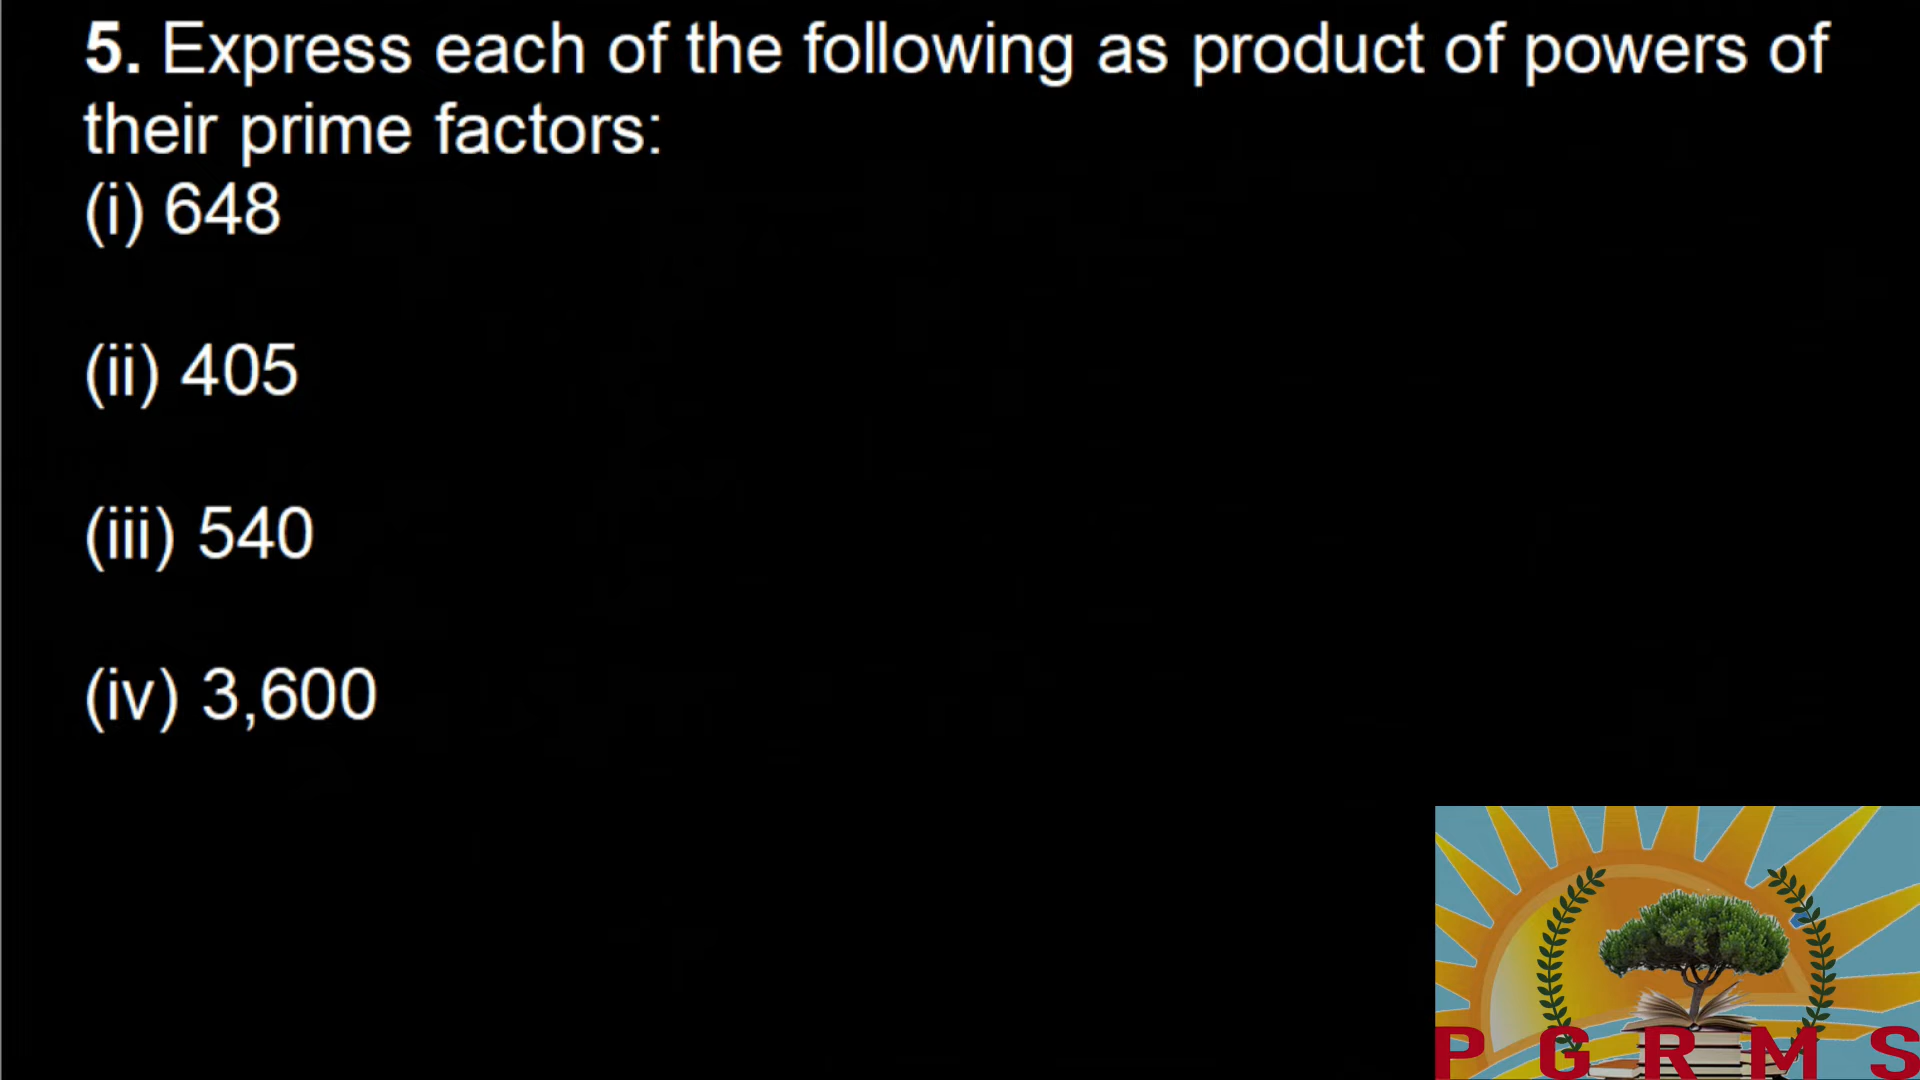 5. Express each of the following as product of powers of
their prime factors:
(i) 648
(ii) 405
(iii) 540
(iv) 3,600
P G R M S